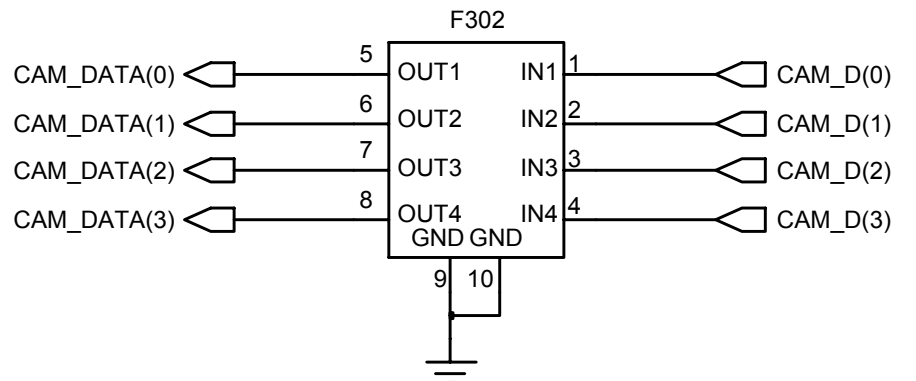 F302
CAM_DATA(0) 5 OUT1 IN1 1 CAM_D(0)
CAM_DATA(1) 6 OUT2 IN2 2 CAM_D(1)
CAM_DATA(2) 7 OUT3 IN3 3 CAM_D(2)
CAM_DATA(3) 8 OUT4 IN4 4 CAM_D(3)
GND GND
9 10